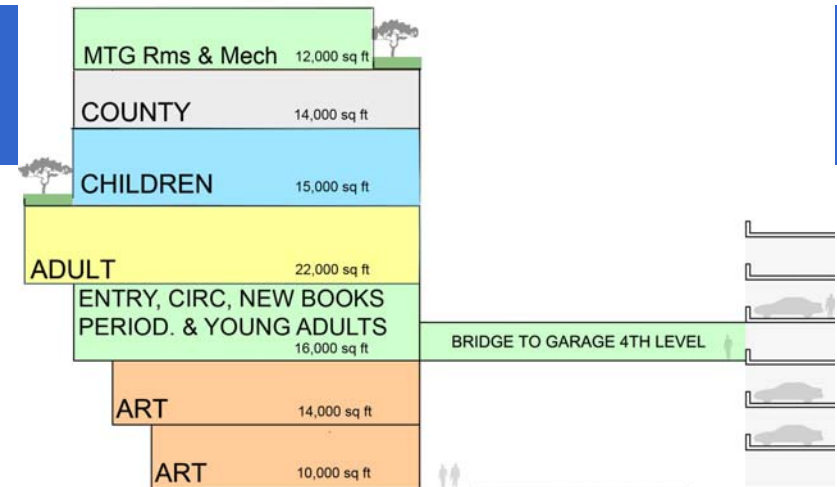 MTG Rms & Mech 12,000 sq ft
COUNTY 14,000 sq ft
CHILDREN 15,000 sq ft
ADULT 22,000 sq ft
ENTRY, CIRC, NEW BOOKS
PERIOD. & YOUNG ADULTS
16,000 sq ft
BRIDGE TO GARAGE 4TH LEVEL
ART 14,000 sq ft
ART 10,000 sq ft